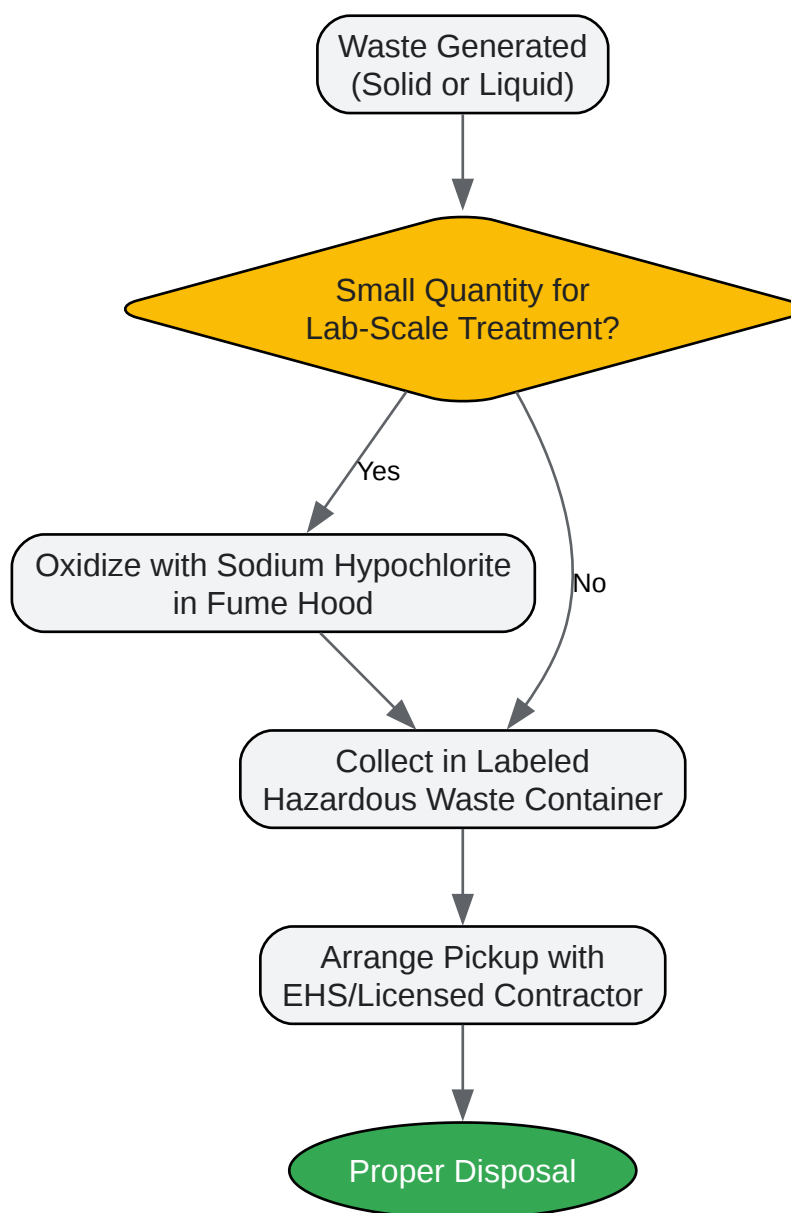 Waste Generated
(Solid or Liquid)
Small Quantity for
Lab-Scale Treatment?
Yes
Oxidize with Sodium Hypochlorite
in Fume Hood
No
Collect in Labeled
Hazardous Waste Container
Arrange Pickup with
EHS/Licensed Contractor
Proper Disposal